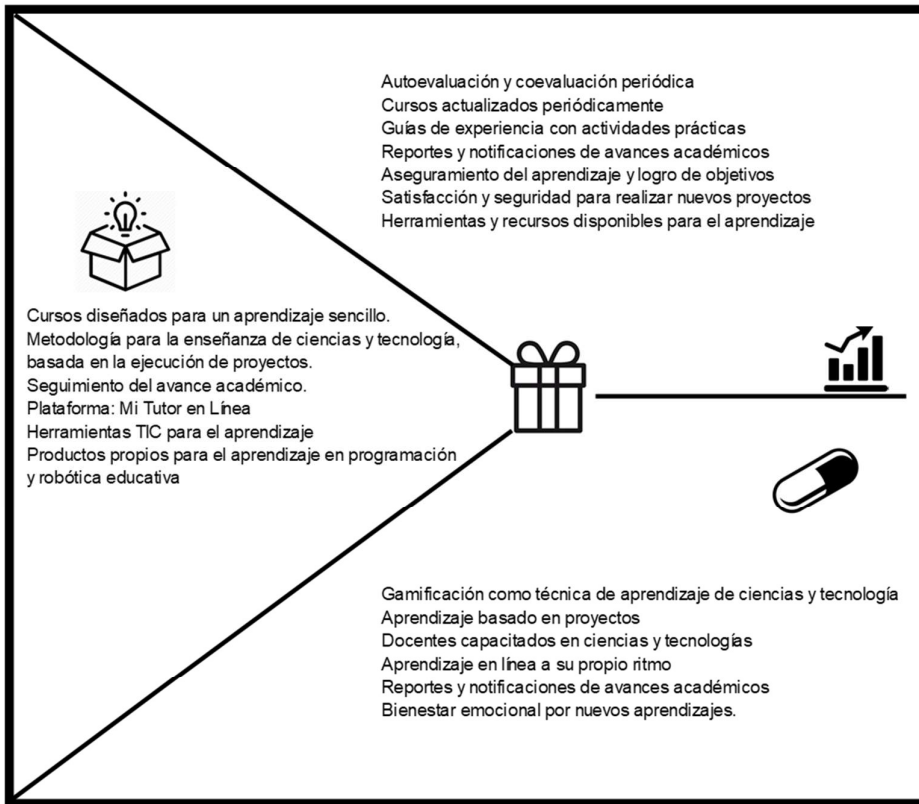 Autoevaluación y coevaluación periódica
Cursos actualizados periódicamente
Guías de experiencia con actividades prácticas
Reportes y notificaciones de avances académicos
Aseguramiento del aprendizaje y logro de objetivos
Satisfacción y seguridad para realizar nuevos proyectos
Herramientas y recursos disponibles para el aprendizaje
Cursos diseñados para un aprendizaje sencillo.
Metodología para la enseñanza de ciencias y tecnología,
basada en la ejecución de proyectos.
Seguimiento del avance académico.
Plataforma: Mi Tutor en Línea
Herramientas TIC para el aprendizaje
Productos propios para el aprendizaje en programación
y robótica educativa
Gamificación como técnica de aprendizaje de ciencias y tecnología
Aprendizaje basado en proyectos
Docentes capacitados en ciencias y tecnologías
Aprendizaje en línea a su propio ritmo
Reportes y notificaciones de avances académicos
Bienestar emocional por nuevos aprendizajes.